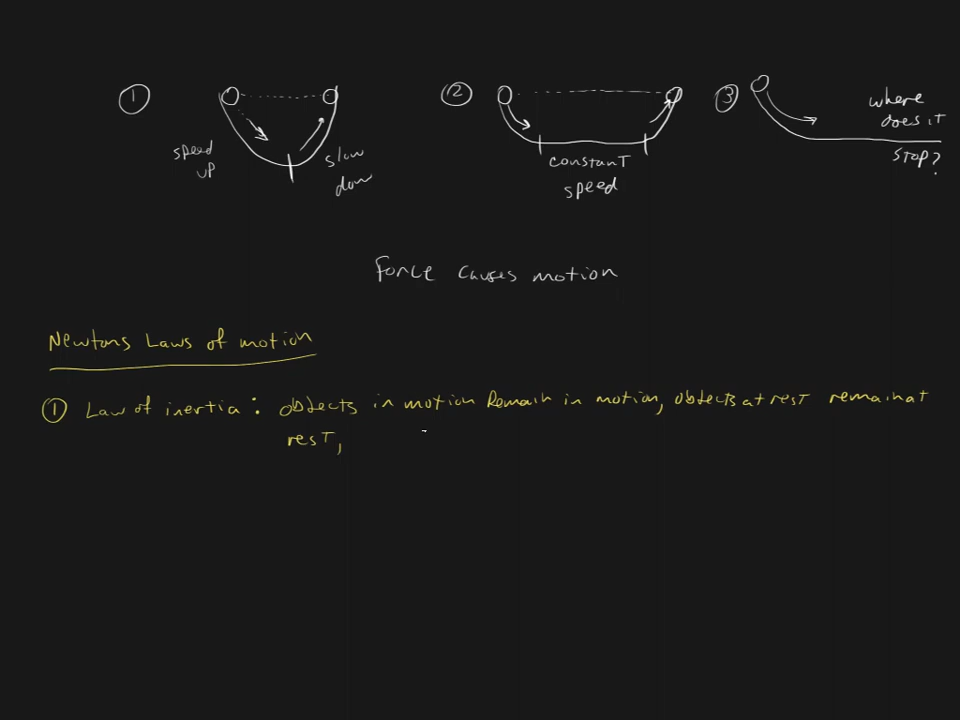 ① ② ③
where
does it
stop?
speed
up
slow
down
constant
speed
Force causes motion
Newtons Laws of motion
① Law of inertia: objects in motion Remain in motion, objects at rest remain at
rest,